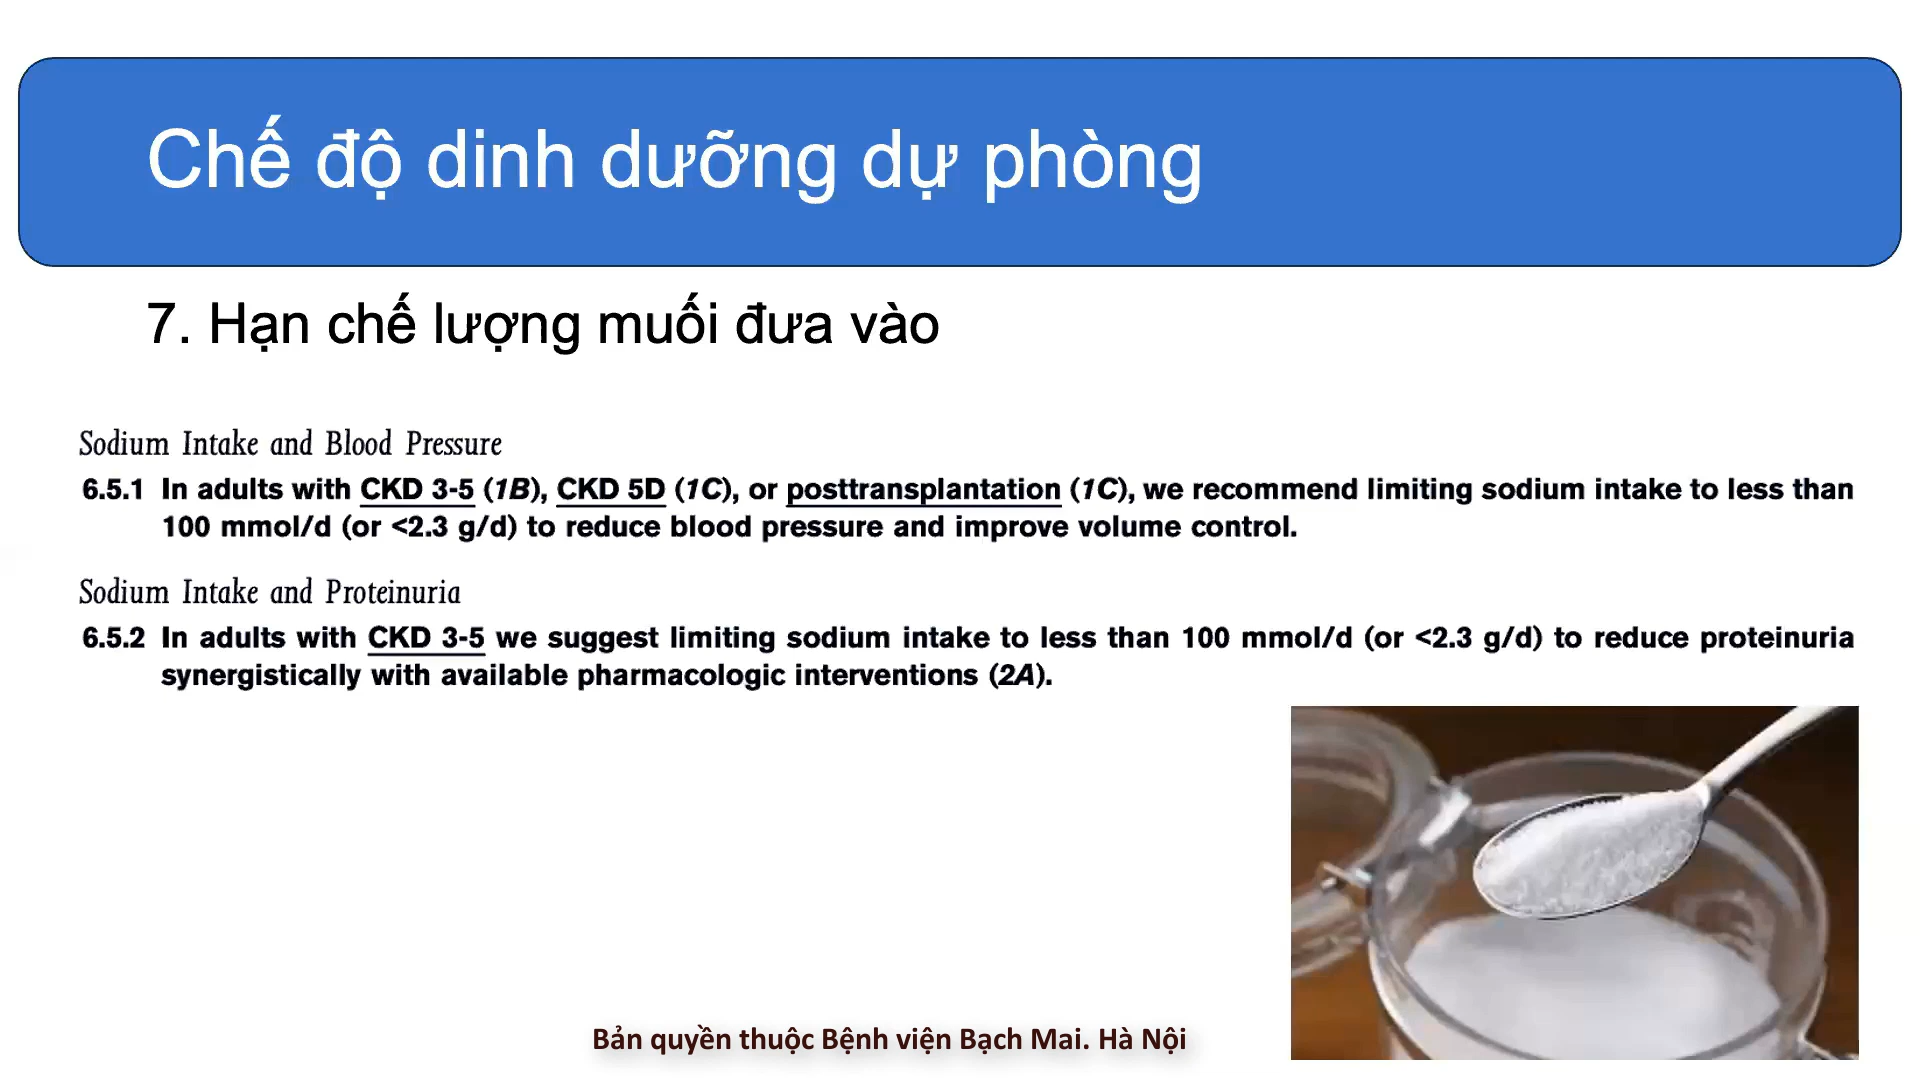 Chế độ dinh dưỡng dự phòng
7. Hạn chế lượng muối đưa vào
Sodium Intake and Blood Pressure
6.5.1 In adults with CKD 3-5 (1B), CKD 5D (1C), or posttransplantation (1C), we recommend limiting sodium intake to less than
100 mmol/d (or <2.3 g/d) to reduce blood pressure and improve volume control.
Sodium Intake and Proteinuria
6.5.2 In adults with CKD 3-5 we suggest limiting sodium intake to less than 100 mmol/d (or <2.3 g/d) to reduce proteinuria
synergistically with available pharmacologic interventions (2A).
Bản quyền thuộc Bệnh viện Bạch Mai. Hà Nội